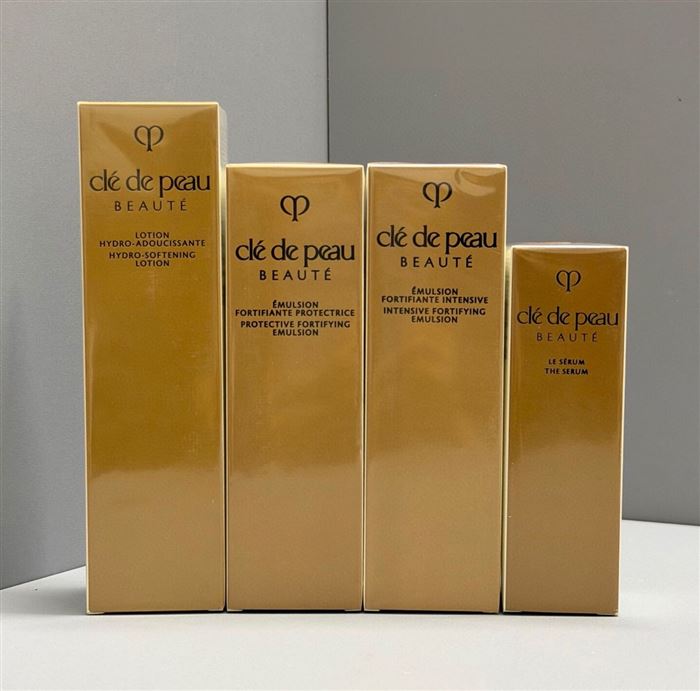 clé de peau
BEAUTÉ
LOTION
HYDRO-ADOUCISSANTE
HYDRO-SOFTENING
LOTION
clé de peau
BEAUTÉ
ÉMULSION
FORTIFIANTE PROTECTRICE
PROTECTIVE FORTIFYING
EMULSION
clé de peau
BEAUTÉ
ÉMULSION
FORTIFIANTE INTENSIVE
INTENSIVE FORTIFYING
EMULSION
clé de peau
BEAUTÉ
LE SÉRUM
THE SERUM